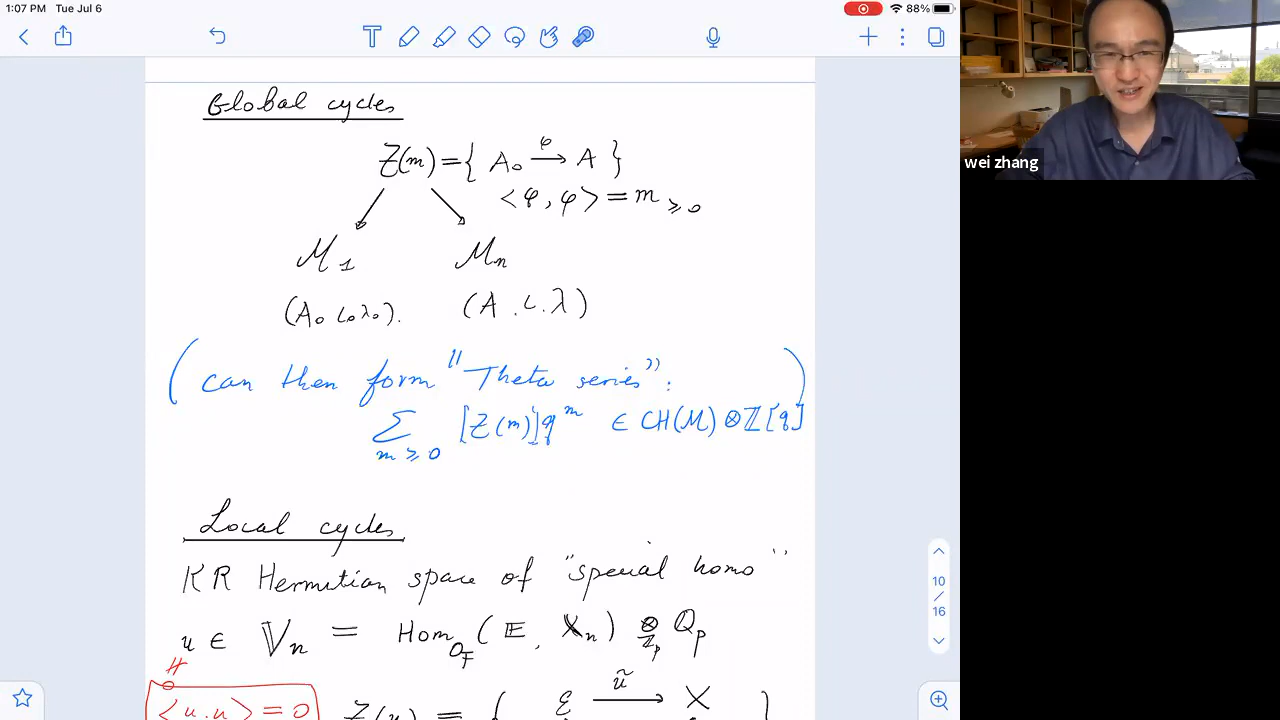 1:07 PM Tue Jul 6
88%
wei zhang
Global cycles
Z(m) = { A₀ →^φ A }
<φ, φ> = m ≥ 0
M₁ Mₙ
(A₀ ι₀ λ₀). (A . ι . λ)
(can then form "Theta series": )
∑_{m ≥ 0} [Z(m)] q^m ∈ CH(M) ⊗ ℤ[q]
Local cycles
KR Hermitian space of "special homo"
u ∈ 𝕍ₙ = Hom_{O_F} (𝔼, 𝕏ₙ) ⊗_{ℤ_p} ℚ_p
10
/
16
<u.u> = 0 Z(u) = { ℰ →^ũ X }